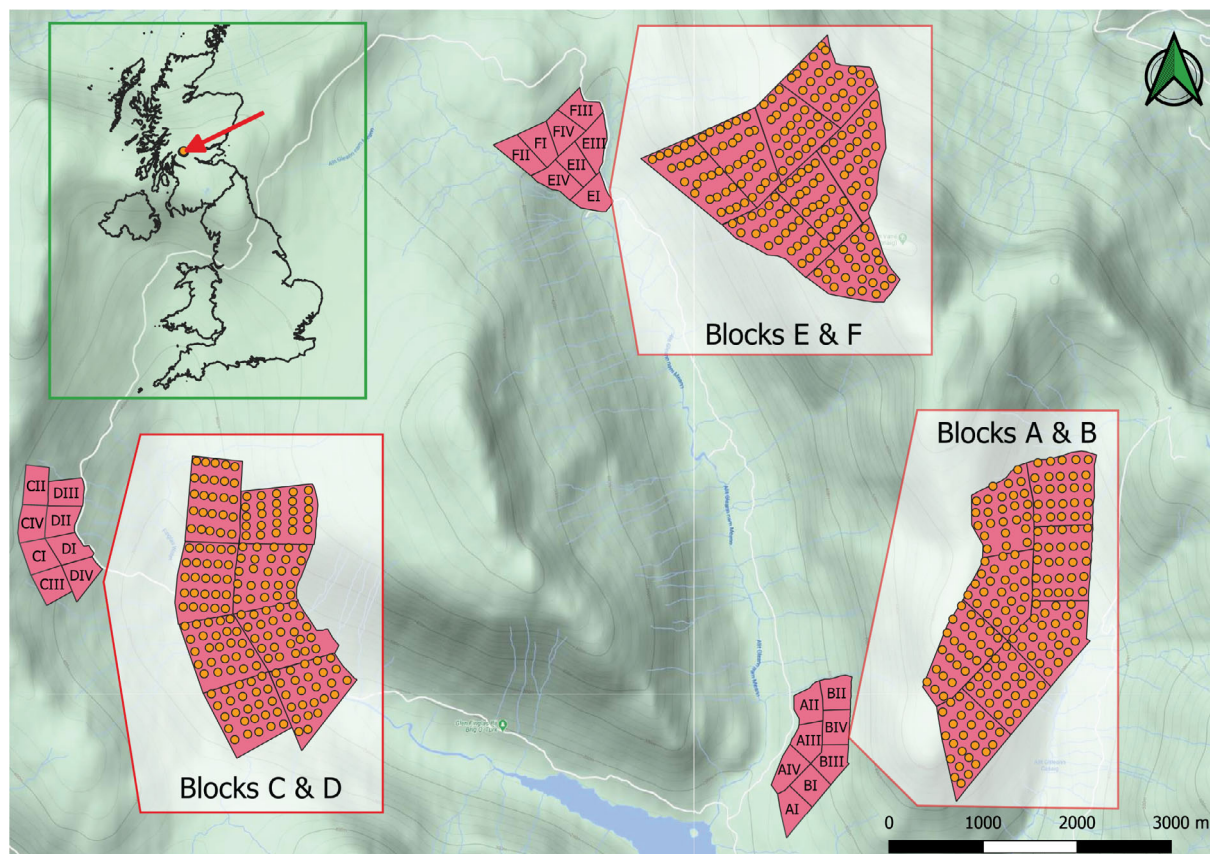 Blocks E & F
FIII
FIV
EIII
FI
FII
EII
EIV
EI
Blocks A & B
CII
DIII
CIV
DII
CI
DI
CIII
DIV
Blocks C & D
BII
AII
BIV
AIII
BIII
AIV
BI
AI
0 1000 2000 3000 m